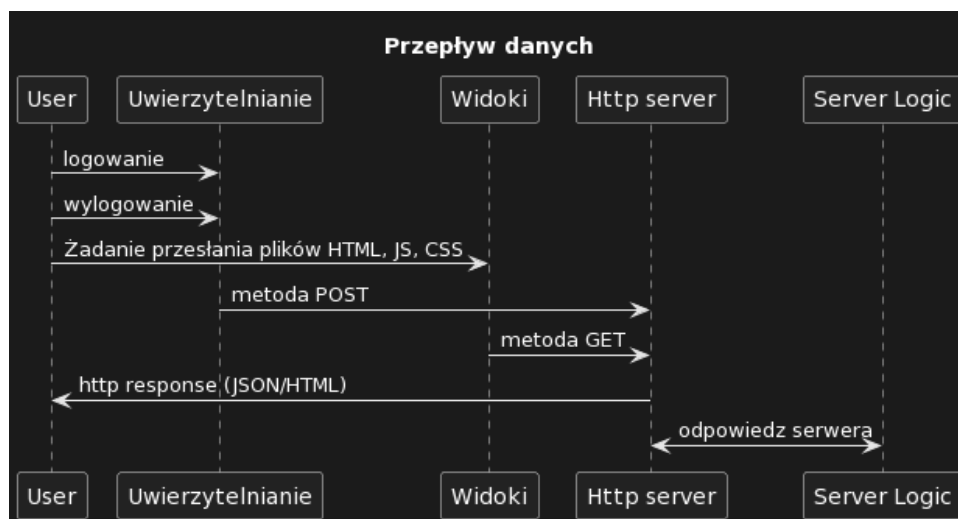 Przepływ danych
User Uwierzytelnianie Widoki Http server Server Logic
logowanie
wylogowanie
Żadanie przesłania plików HTML, JS, CSS
metoda POST
metoda GET
http response (JSON/HTML)
odpowiedz serwera
User Uwierzytelnianie Widoki Http server Server Logic